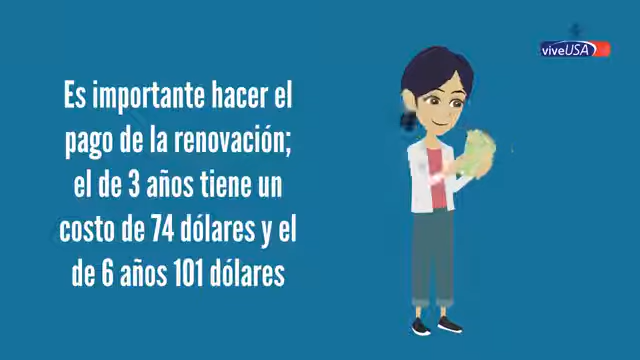 viveUSA
Es importante hacer el
pago de la renovación;
el de 3 años tiene un
costo de 74 dólares y el
de 6 años 101 dólares